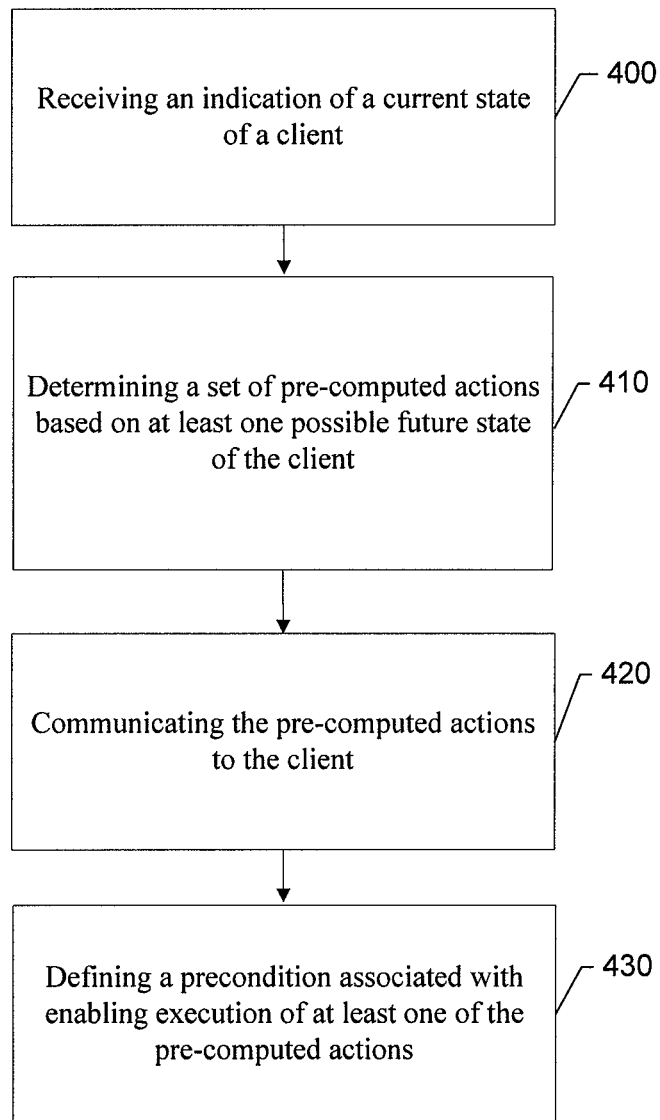 Receiving an indication of a current state
of a client
400
Determining a set of pre-computed actions
based on at least one possible future state
of the client
410
Communicating the pre-computed actions
to the client
420
Defining a precondition associated with
enabling execution of at least one of the
pre-computed actions
430